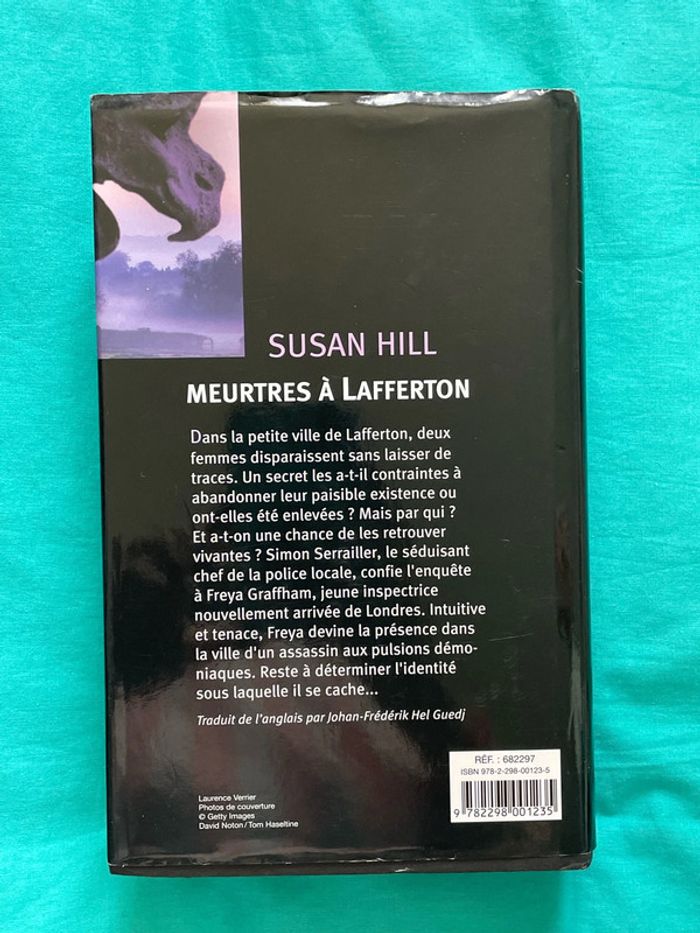 SUSAN HILL
MEURTRES À LAFFERTON
Dans la petite ville de Lafferton, deux
femmes disparaissent sans laisser de
traces. Un secret les a-t-il contraintes à
abandonner leur paisible existence ou
ont-elles été enlevées ? Mais par qui ?
Et a-t-on une chance de les retrouver
vivantes ? Simon Serrailler, le séduisant
chef de la police locale, confie l'enquête
à Freya Graffham, jeune inspectrice
nouvellement arrivée de Londres. Intuitive
et tenace, Freya devine la présence dans
la ville d'un assassin aux pulsions démo-
niaques. Reste à déterminer l'identité
sous laquelle il se cache...
Traduit de l'anglais par Johan-Frédérik Hel Guedj
RÉF. : 682297
ISBN 978-2-298-00123-5
9 782298 001235
Laurence Verrier
Photos de couverture
© Getty Images
David Noton / Tom Haseltine